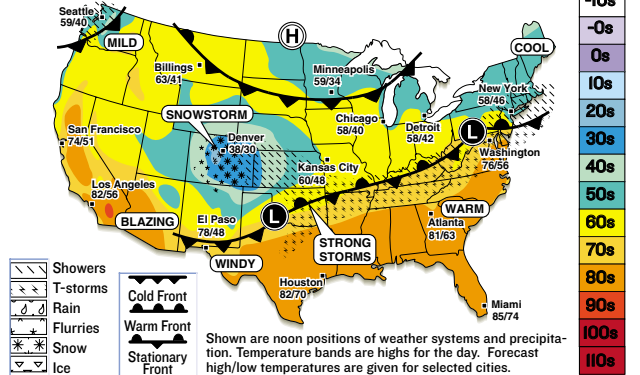 Seattle
59/40
MILD
Billings
63/41
H
Minneapolis
59/34
COOL
New York
58/46
SNOWSTORM
Chicago
58/40
Detroit
58/42
L
Washington
76/56
San Francisco
74/51
Denver
38/30
Kansas City
60/48
Los Angeles
82/56
BLAZING
El Paso
78/48
L
WINDY
STRONG
STORMS
WARM
Atlanta
81/63
Houston
82/70
Miami
85/74
Showers
T-storms
Rain
Flurries
Snow
Ice
Cold Front
Warm Front
Stationary
Front
Shown are noon positions of weather systems and precipita-
tion. Temperature bands are highs for the day. Forecast
high/low temperatures are given for selected cities.
-10s
-0s
0s
10s
20s
30s
40s
50s
60s
70s
80s
90s
100s
110s